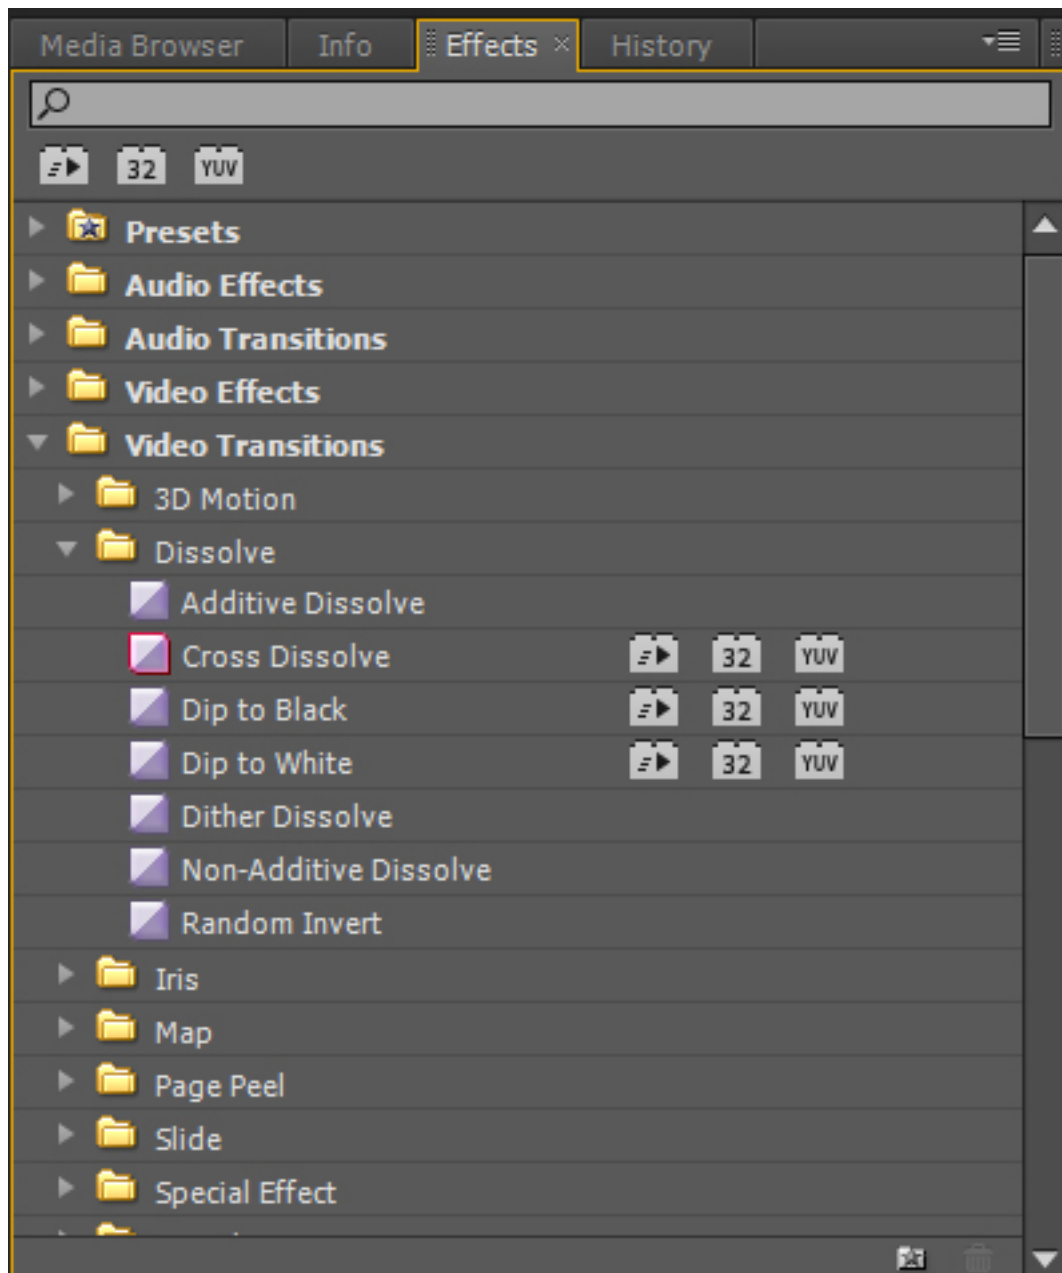 Media Browser Info Effects × History
32 YUV
Presets
Audio Effects
Audio Transitions
Video Effects
Video Transitions
3D Motion
Dissolve
Additive Dissolve
Cross Dissolve 32 YUV
Dip to Black 32 YUV
Dip to White 32 YUV
Dither Dissolve
Non-Additive Dissolve
Random Invert
Iris
Map
Page Peel
Slide
Special Effect